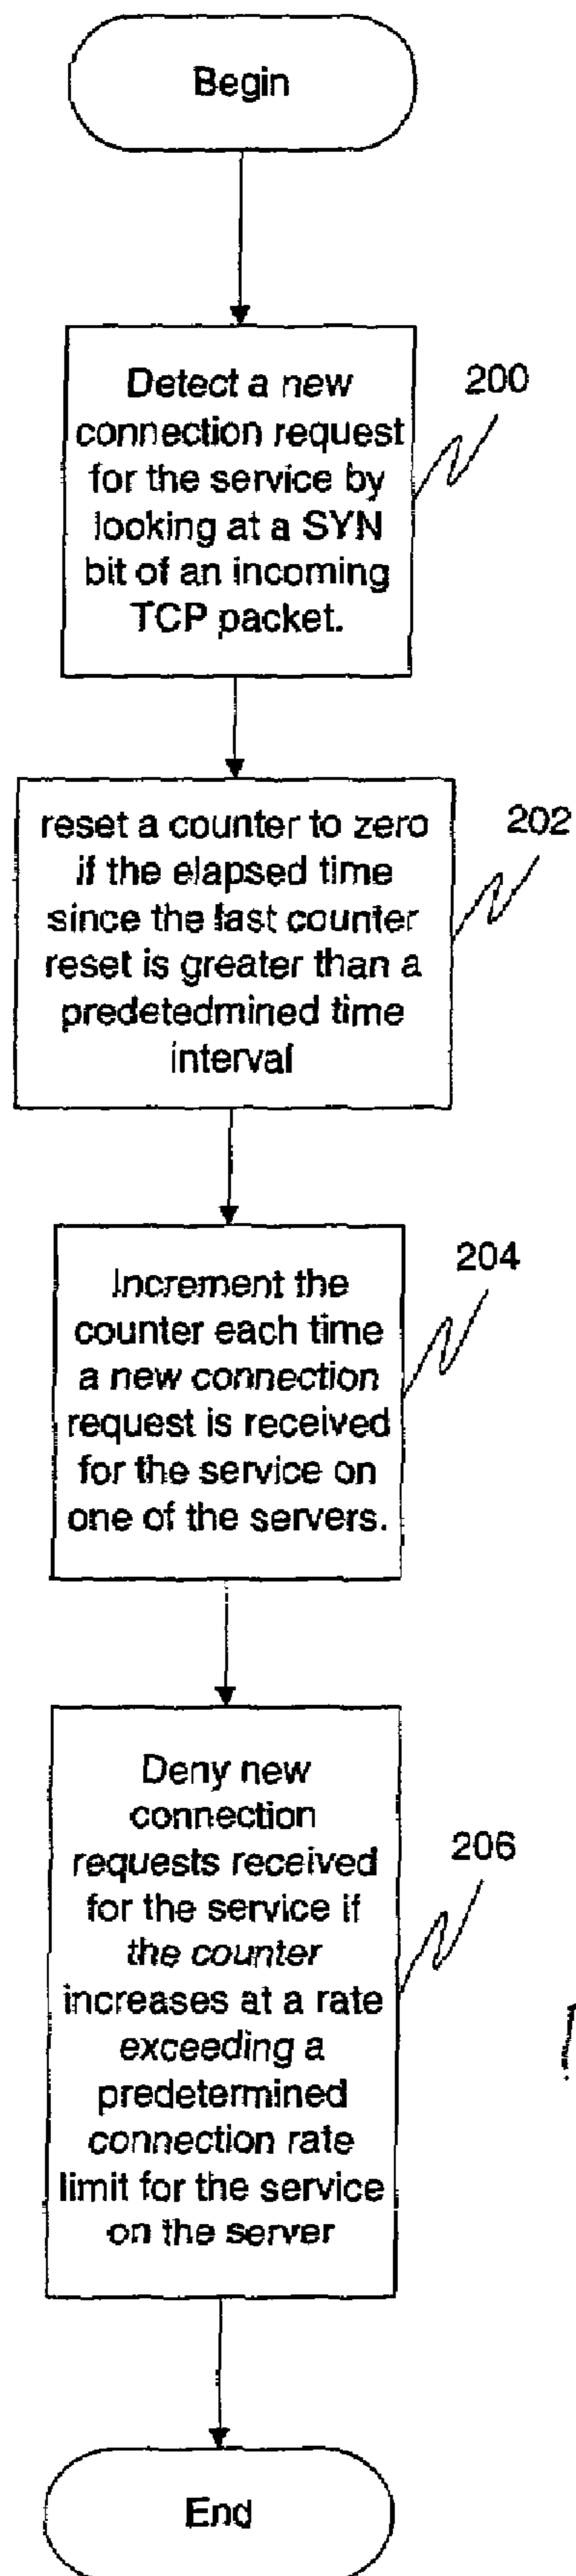 Begin
Detect a new
connection request
for the service by
looking at a SYN
bit of an incoming
TCP packet.
200
reset a counter to zero
if the elapsed time
since the last counter
reset is greater than a
predetedmined time
interval
202
Increment the
counter each time
a new connection
request is received
for the service on
one of the servers.
204
Deny new
connection
requests received
for the service if
the counter
increases at a rate
exceeding a
predetermined
connection rate
limit for the service
on the server
206
End